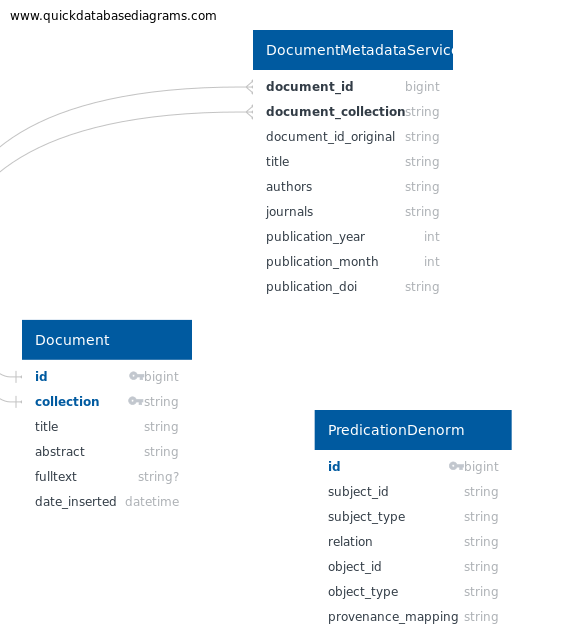 www.quickdatabasediagrams.com
DocumentMetadataService
document_id bigint
document_collection string
document_id_original string
title string
authors string
journals string
publication_year int
publication_month int
publication_doi string
Document
id bigint
collection string
title string
abstract string
fulltext string?
date_inserted datetime
PredicationDenorm
id bigint
subject_id string
subject_type string
relation string
object_id string
object_type string
provenance_mapping string